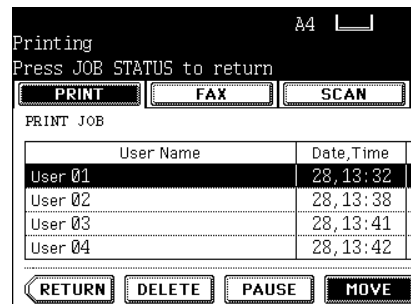 A4
Printing
Press JOB STATUS to return
PRINT FAX SCAN
PRINT JOB
User Name Date,Time
User 01 28,13:32
User 02 28,13:38
User 03 28,13:41
User 04 28,13:42
RETURN DELETE PAUSE MOVE